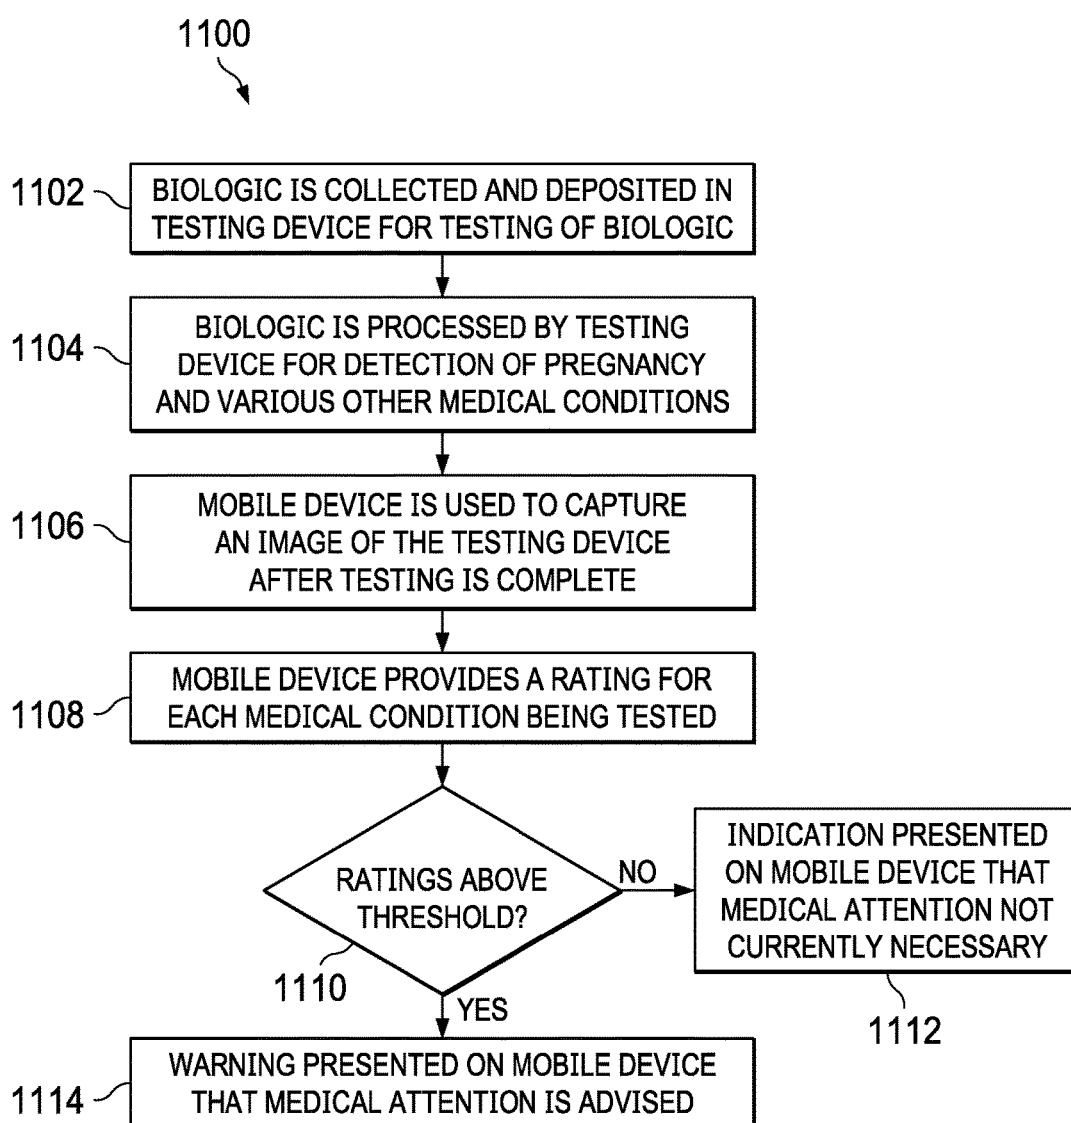 1100
1102
BIOLOGIC IS COLLECTED AND DEPOSITED IN
TESTING DEVICE FOR TESTING OF BIOLOGIC
1104
BIOLOGIC IS PROCESSED BY TESTING
DEVICE FOR DETECTION OF PREGNANCY
AND VARIOUS OTHER MEDICAL CONDITIONS
1106
MOBILE DEVICE IS USED TO CAPTURE
AN IMAGE OF THE TESTING DEVICE
AFTER TESTING IS COMPLETE
1108
MOBILE DEVICE PROVIDES A RATING FOR
EACH MEDICAL CONDITION BEING TESTED
RATINGS ABOVE
THRESHOLD?
1110
NO
INDICATION PRESENTED
ON MOBILE DEVICE THAT
MEDICAL ATTENTION NOT
CURRENTLY NECESSARY
1112
YES
1114
WARNING PRESENTED ON MOBILE DEVICE
THAT MEDICAL ATTENTION IS ADVISED